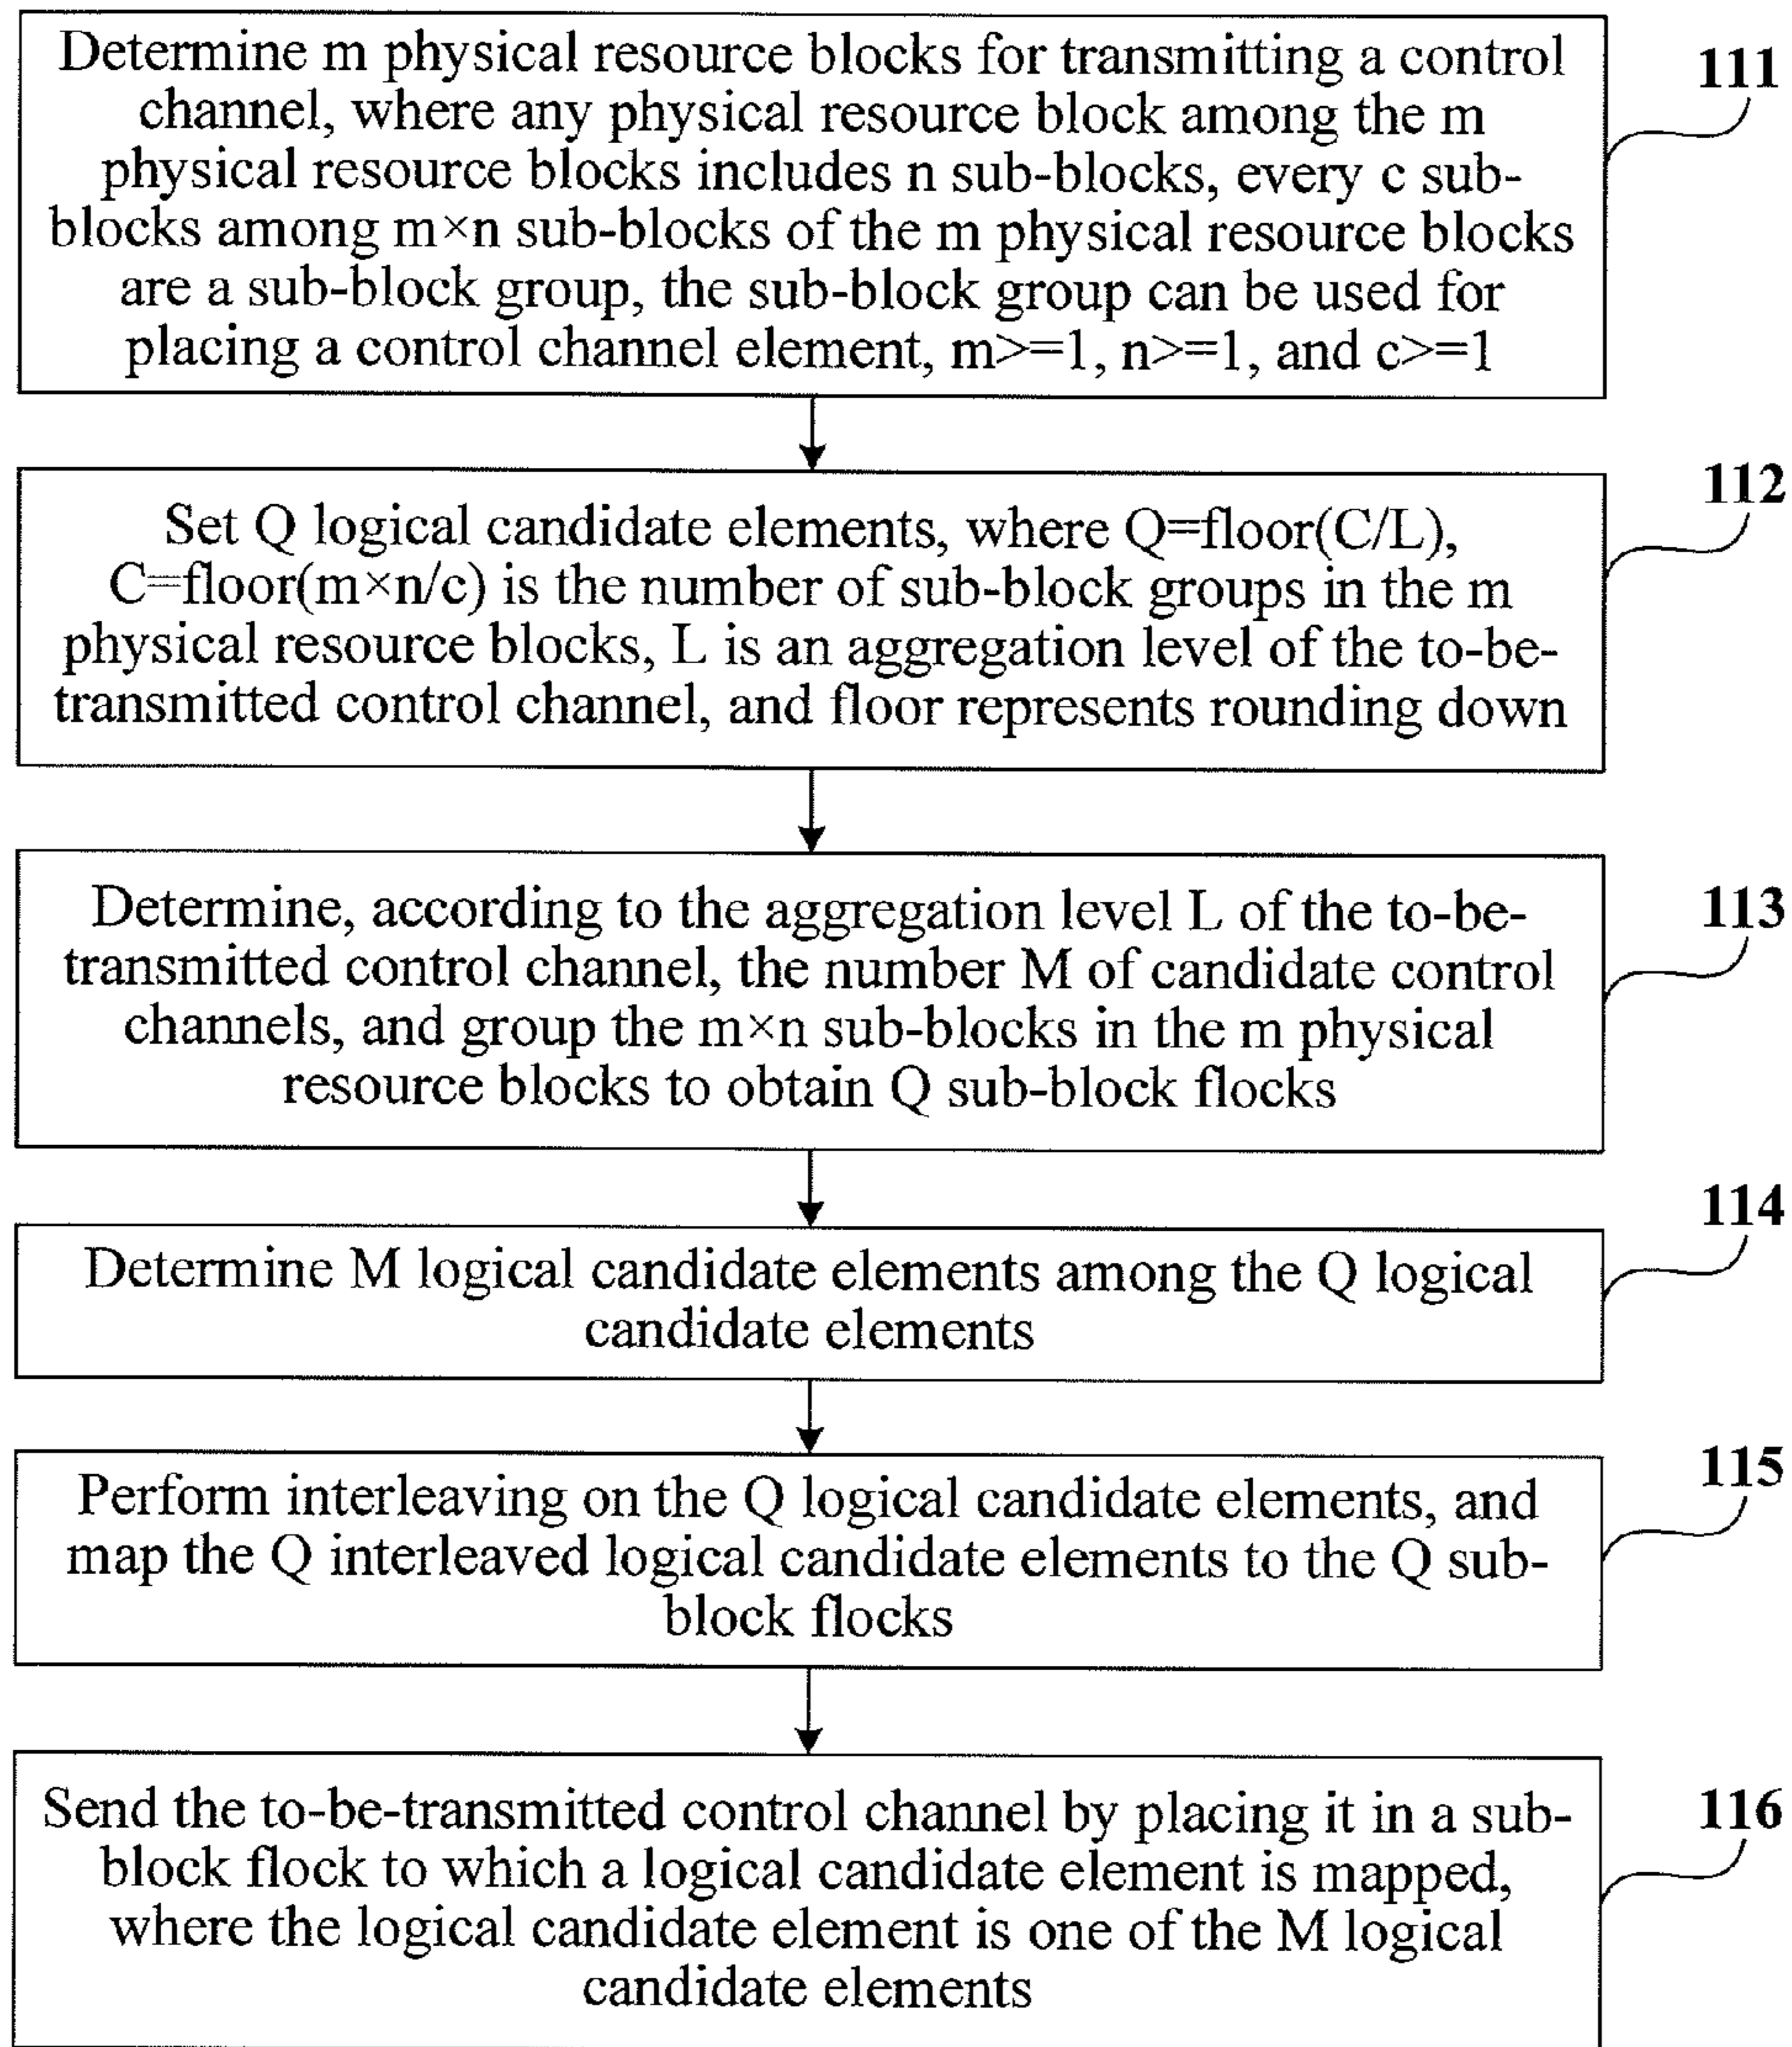 Determine m physical resource blocks for transmitting a control
channel, where any physical resource block among the m
physical resource blocks includes n sub-blocks, every c sub-
blocks among m×n sub-blocks of the m physical resource blocks
are a sub-block group, the sub-block group can be used for
placing a control channel element, m>=1, n>=1, and c>=1
111
Set Q logical candidate elements, where Q=floor(C/L),
C=floor(m×n/c) is the number of sub-block groups in the m
physical resource blocks, L is an aggregation level of the to-be-
transmitted control channel, and floor represents rounding down
112
Determine, according to the aggregation level L of the to-be-
transmitted control channel, the number M of candidate control
channels, and group the m×n sub-blocks in the m physical
resource blocks to obtain Q sub-block flocks
113
Determine M logical candidate elements among the Q logical
candidate elements
114
Perform interleaving on the Q logical candidate elements, and
map the Q interleaved logical candidate elements to the Q sub-
block flocks
115
Send the to-be-transmitted control channel by placing it in a sub-
block flock to which a logical candidate element is mapped,
where the logical candidate element is one of the M logical
candidate elements
116